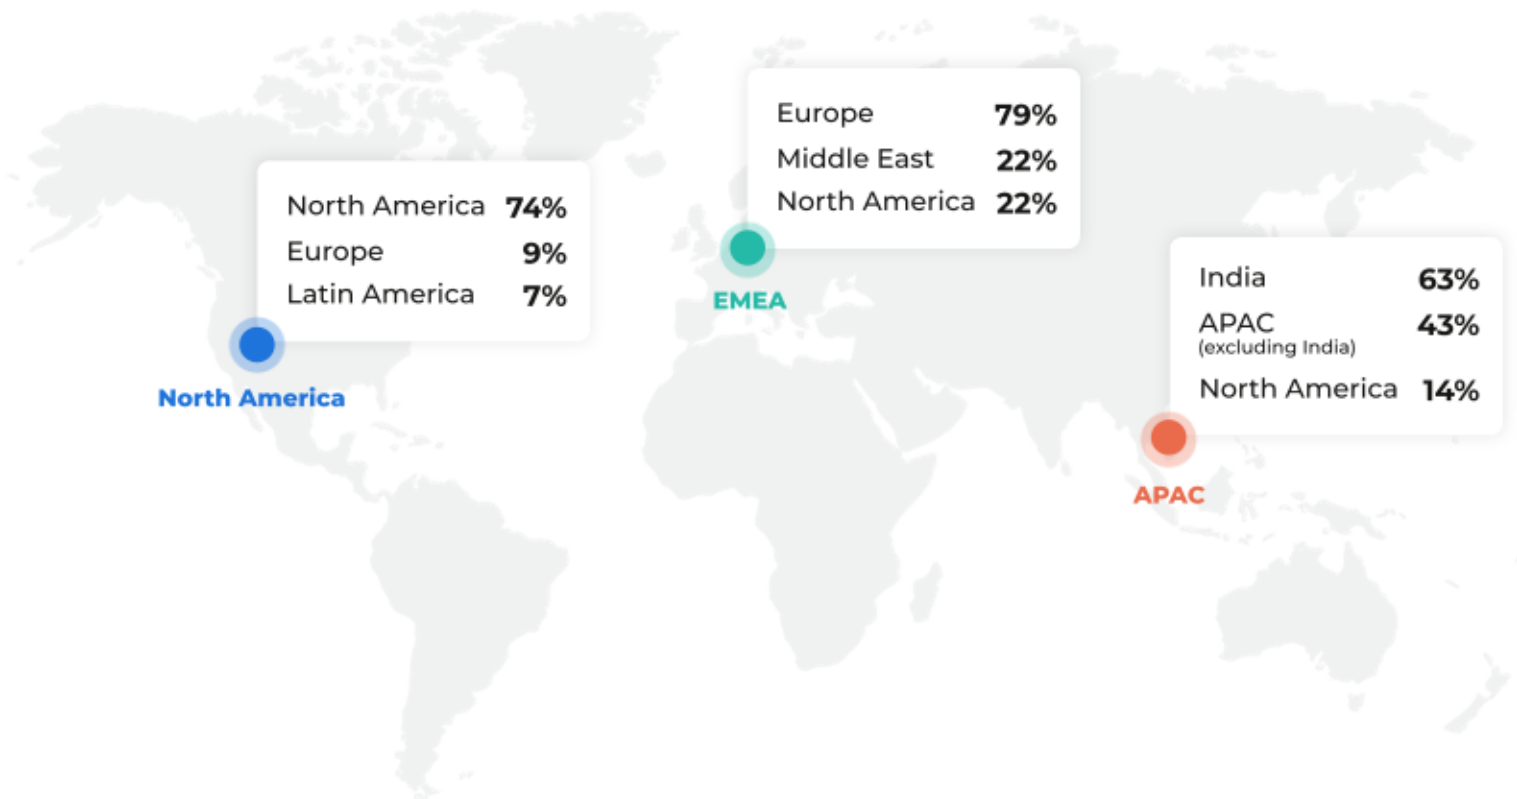 North America 74%
Europe 9%
Latin America 7%
North America
Europe 79%
Middle East 22%
North America 22%
EMEA
India 63%
APAC 43%
(excluding India)
North America 14%
APAC